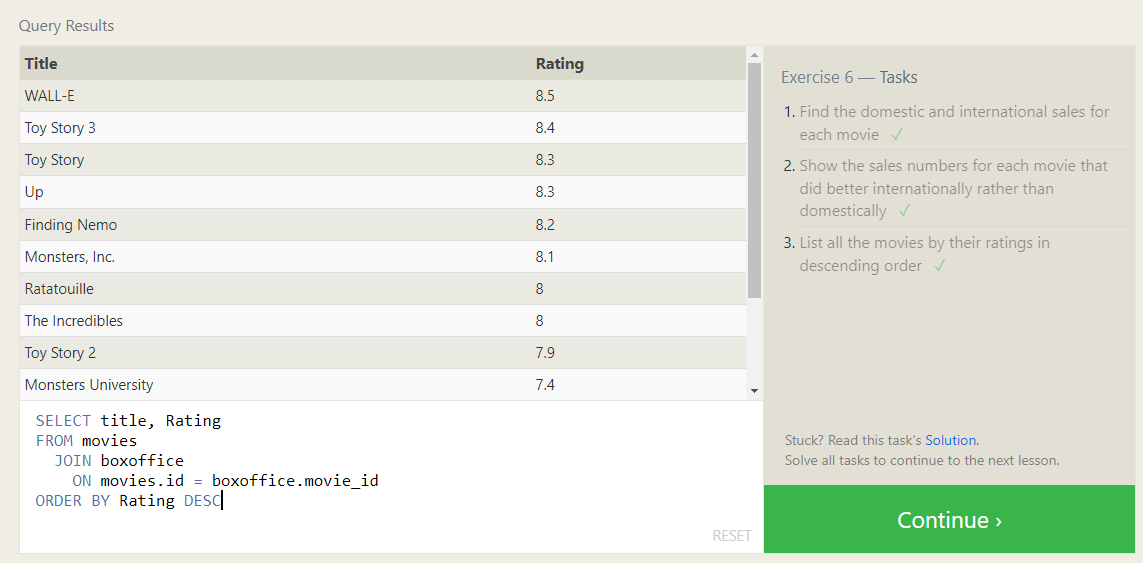 Query Results
Title Rating
WALL-E 8.5
Toy Story 3 8.4
Toy Story 8.3
Up 8.3
Finding Nemo 8.2
Monsters, Inc. 8.1
Ratatouille 8
The Incredibles 8
Toy Story 2 7.9
Monsters University 7.4
SELECT title, Rating
FROM movies
  JOIN boxoffice
    ON movies.id = boxoffice.movie_id
ORDER BY Rating DESC
RESET
Exercise 6 — Tasks
1. Find the domestic and international sales for
each movie ✓
2. Show the sales numbers for each movie that
did better internationally rather than
domestically ✓
3. List all the movies by their ratings in
descending order ✓
Stuck? Read this task's Solution.
Solve all tasks to continue to the next lesson.
Continue ›